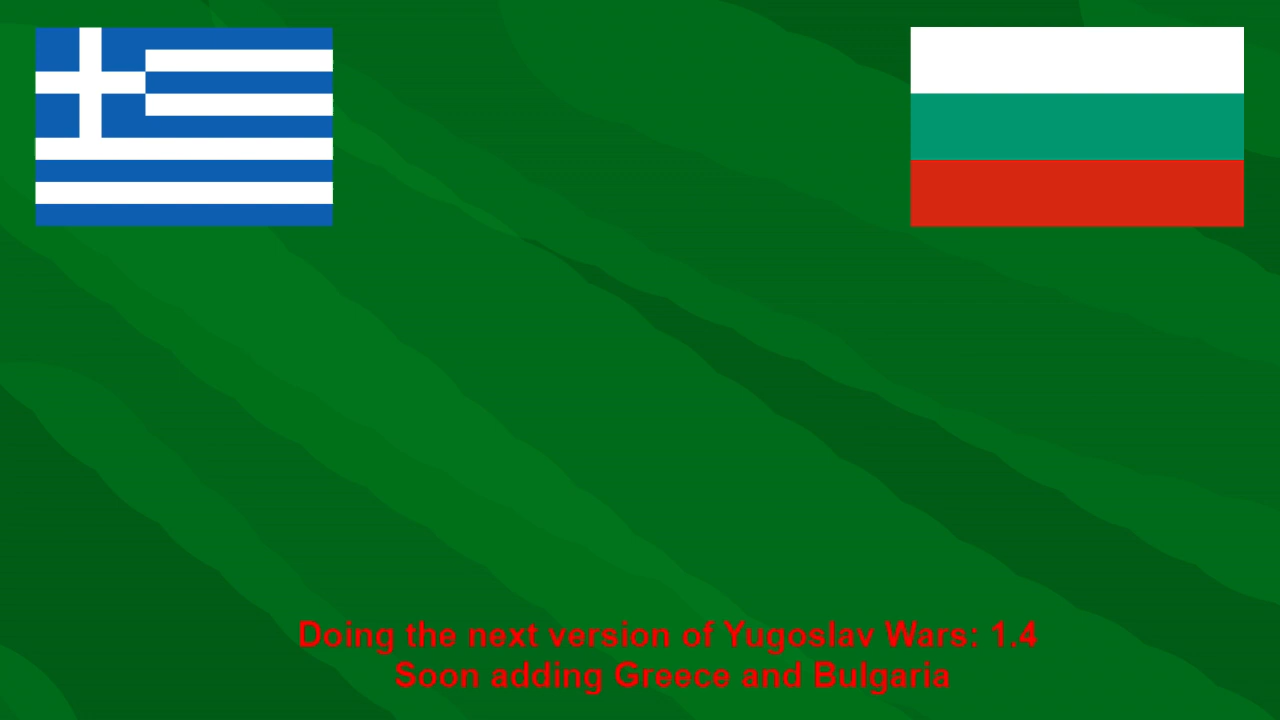 Doing the next version of Yugoslav Wars: 1.4
Soon adding Greece and Bulgaria